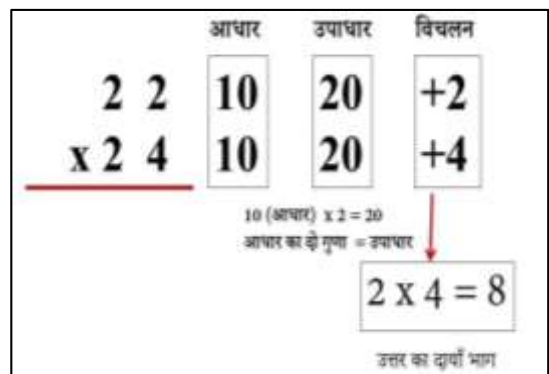 आधार उपाधार विचलन
2 2 10 20 +2
x 2 4 10 20 +4
10 (आधार) x 2 = 20
आधार का दो गुणा = उपाधार
2 x 4 = 8
उत्तर का दायाँ भाग